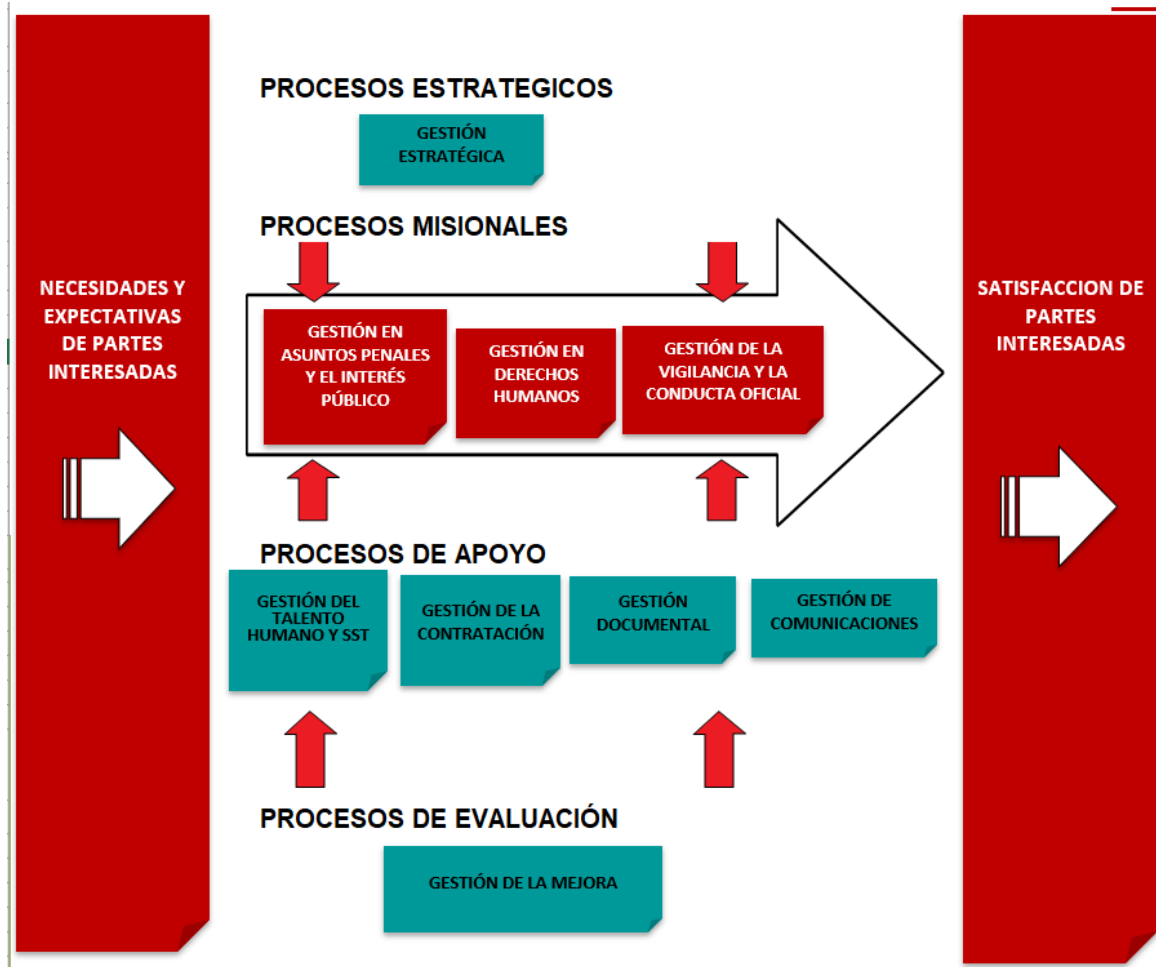 NECESIDADES Y
EXPECTATIVAS
DE PARTES
INTERESADAS
PROCESOS ESTRATEGICOS
GESTIÓN
ESTRATÉGICA
PROCESOS MISIONALES
GESTIÓN EN
ASUNTOS PENALES
Y EL INTERÉS
PÚBLICO
GESTIÓN EN
DERECHOS
HUMANOS
GESTIÓN DE LA
VIGILANCIA Y LA
CONDUCTA OFICIAL
PROCESOS DE APOYO
GESTIÓN DEL
TALENTO
HUMANO Y SST
GESTIÓN DE LA
CONTRATACIÓN
GESTIÓN
DOCUMENTAL
GESTIÓN DE
COMUNICACIONES
PROCESOS DE EVALUACIÓN
GESTIÓN DE LA MEJORA
SATISFACCION DE
PARTES
INTERESADAS